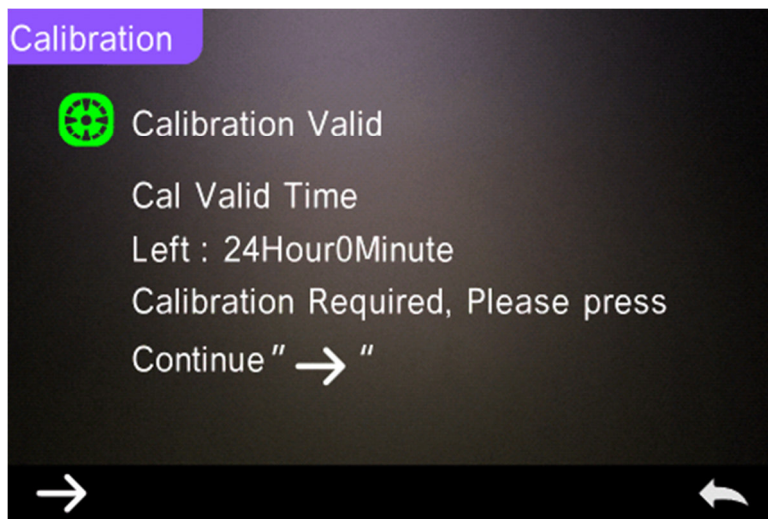 Calibration
Calibration Valid
Cal Valid Time
Left : 24Hour0Minute
Calibration Required, Please press
Continue " → "